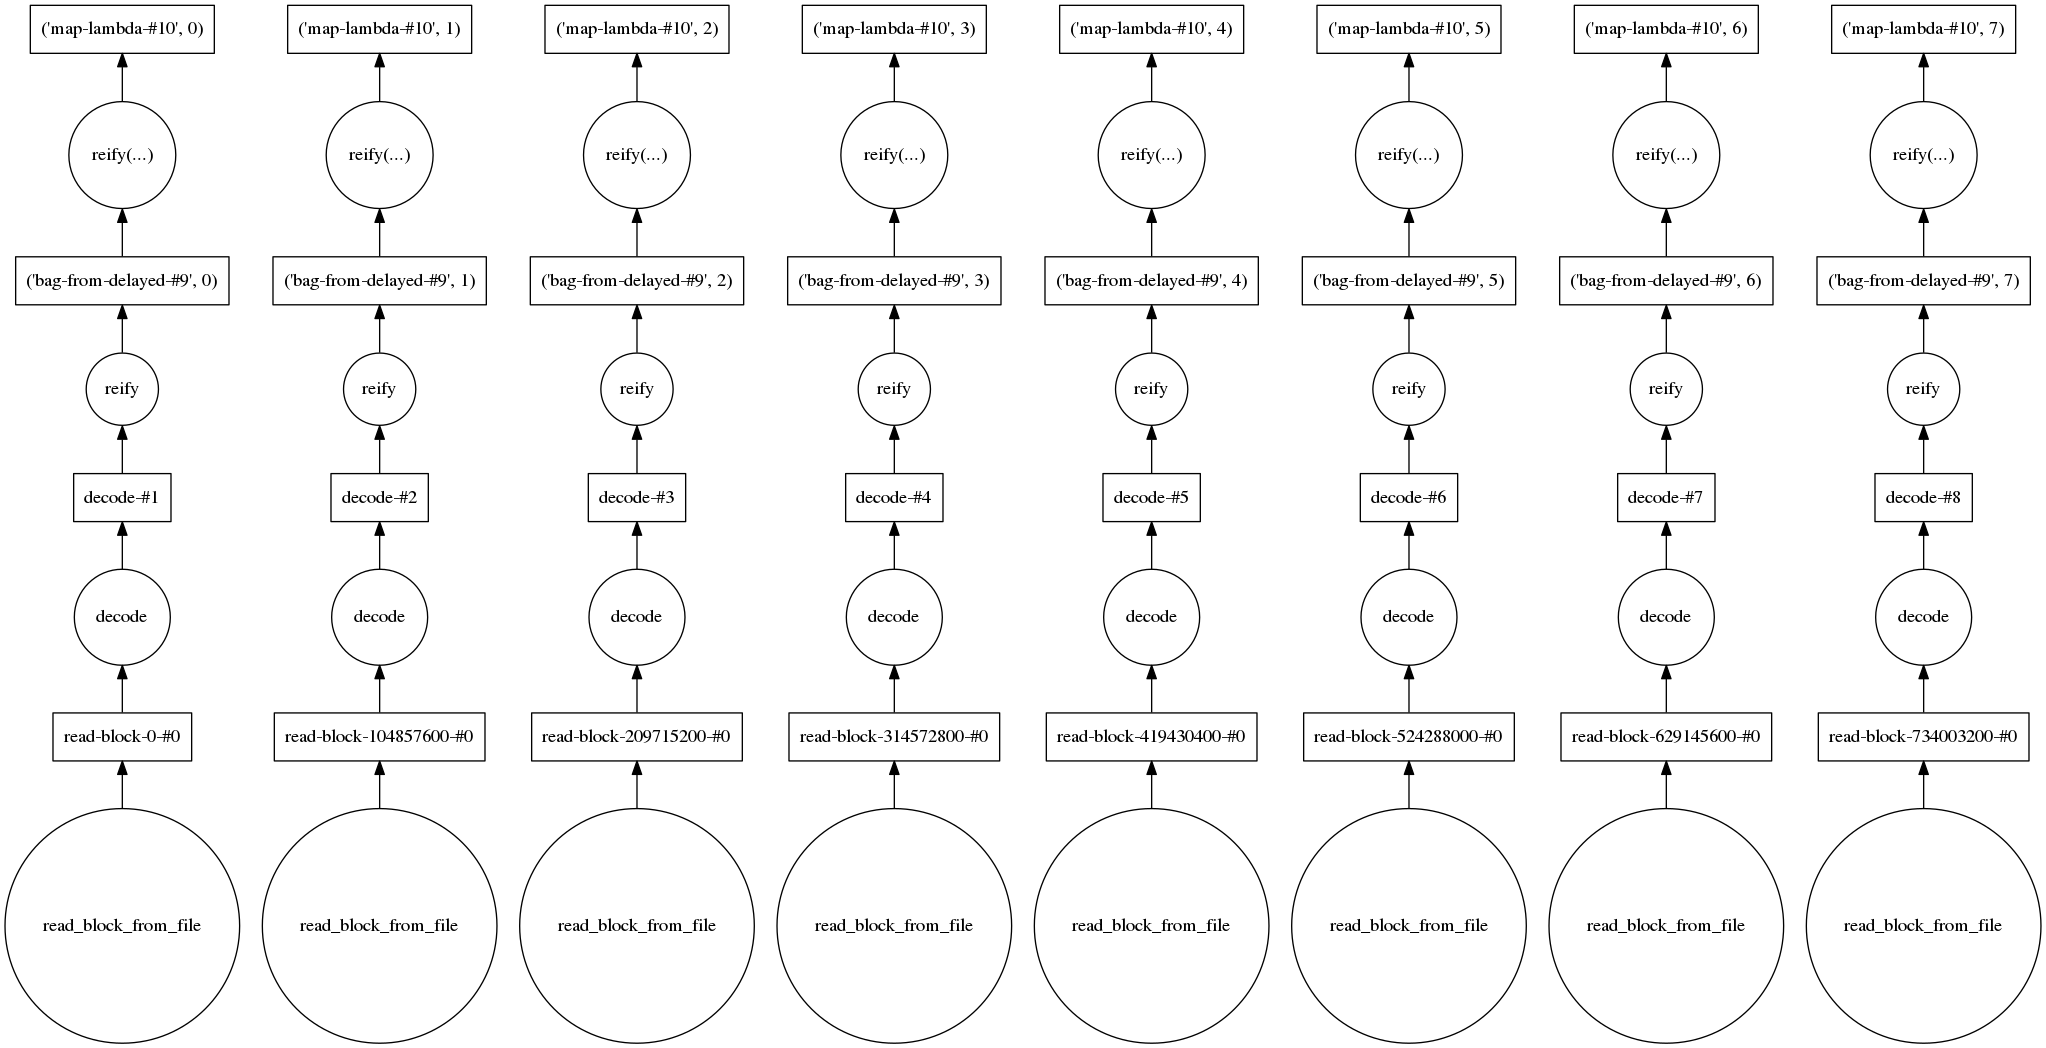 ('map-lambda-#10', 0) ('map-lambda-#10', 1) ('map-lambda-#10', 2) ('map-lambda-#10', 3) ('map-lambda-#10', 4) ('map-lambda-#10', 5) ('map-lambda-#10', 6) ('map-lambda-#10', 7)
reify(...) reify(...) reify(...) reify(...) reify(...) reify(...) reify(...) reify(...)
('bag-from-delayed-#9', 0) ('bag-from-delayed-#9', 1) ('bag-from-delayed-#9', 2) ('bag-from-delayed-#9', 3) ('bag-from-delayed-#9', 4) ('bag-from-delayed-#9', 5) ('bag-from-delayed-#9', 6) ('bag-from-delayed-#9', 7)
reify reify reify reify reify reify reify reify
decode-#1 decode-#2 decode-#3 decode-#4 decode-#5 decode-#6 decode-#7 decode-#8
decode decode decode decode decode decode decode decode
read-block-0-#0 read-block-104857600-#0 read-block-209715200-#0 read-block-314572800-#0 read-block-419430400-#0 read-block-524288000-#0 read-block-629145600-#0 read-block-734003200-#0
read_block_from_file read_block_from_file read_block_from_file read_block_from_file read_block_from_file read_block_from_file read_block_from_file read_block_from_file